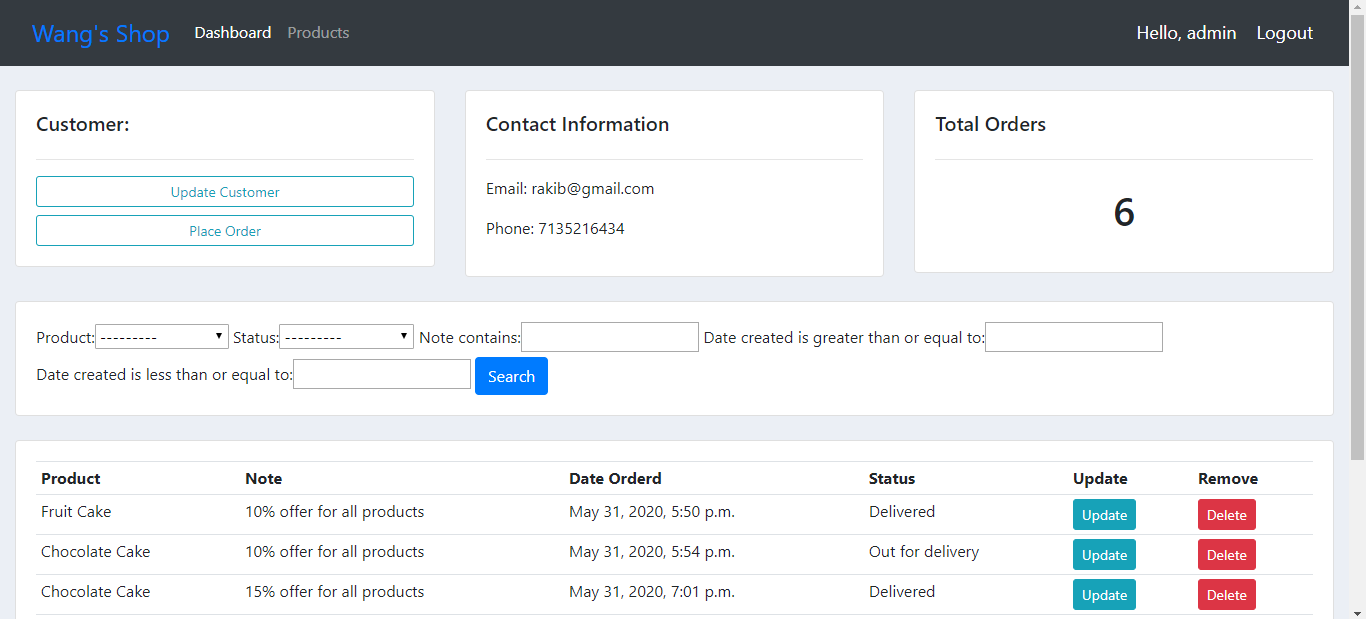 Wang's Shop Dashboard Products Hello, admin Logout
Customer:
Update Customer
Place Order
Contact Information
Email: rakib@gmail.com
Phone: 7135216434
Total Orders
6
Product: --------- Status: --------- Note contains: Date created is greater than or equal to:
Date created is less than or equal to: Search
Product Note Date Orderd Status Update Remove
Fruit Cake 10% offer for all products May 31, 2020, 5:50 p.m. Delivered Update Delete
Chocolate Cake 10% offer for all products May 31, 2020, 5:54 p.m. Out for delivery Update Delete
Chocolate Cake 15% offer for all products May 31, 2020, 7:01 p.m. Delivered Update Delete